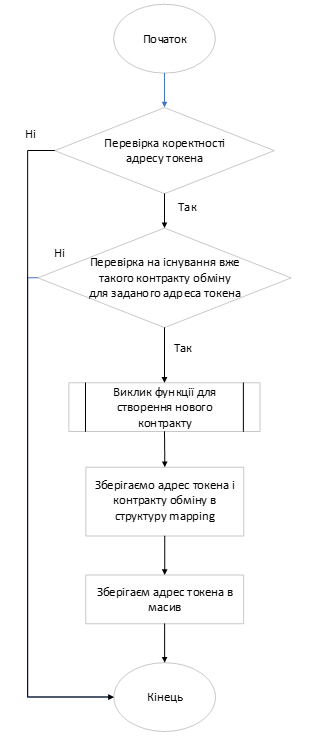 Початок
Ні
Перевірка коректності
адресу токена
Так
Ні
Перевірка на існування вже
такого контракту обміну
для заданого адреса токена
Так
Виклик функції для
створення нового
контракту
Зберігаємо адрес токена і
контракту обміну в
структуру mapping
Зберігаєм адрес токена в
масив
Кінець